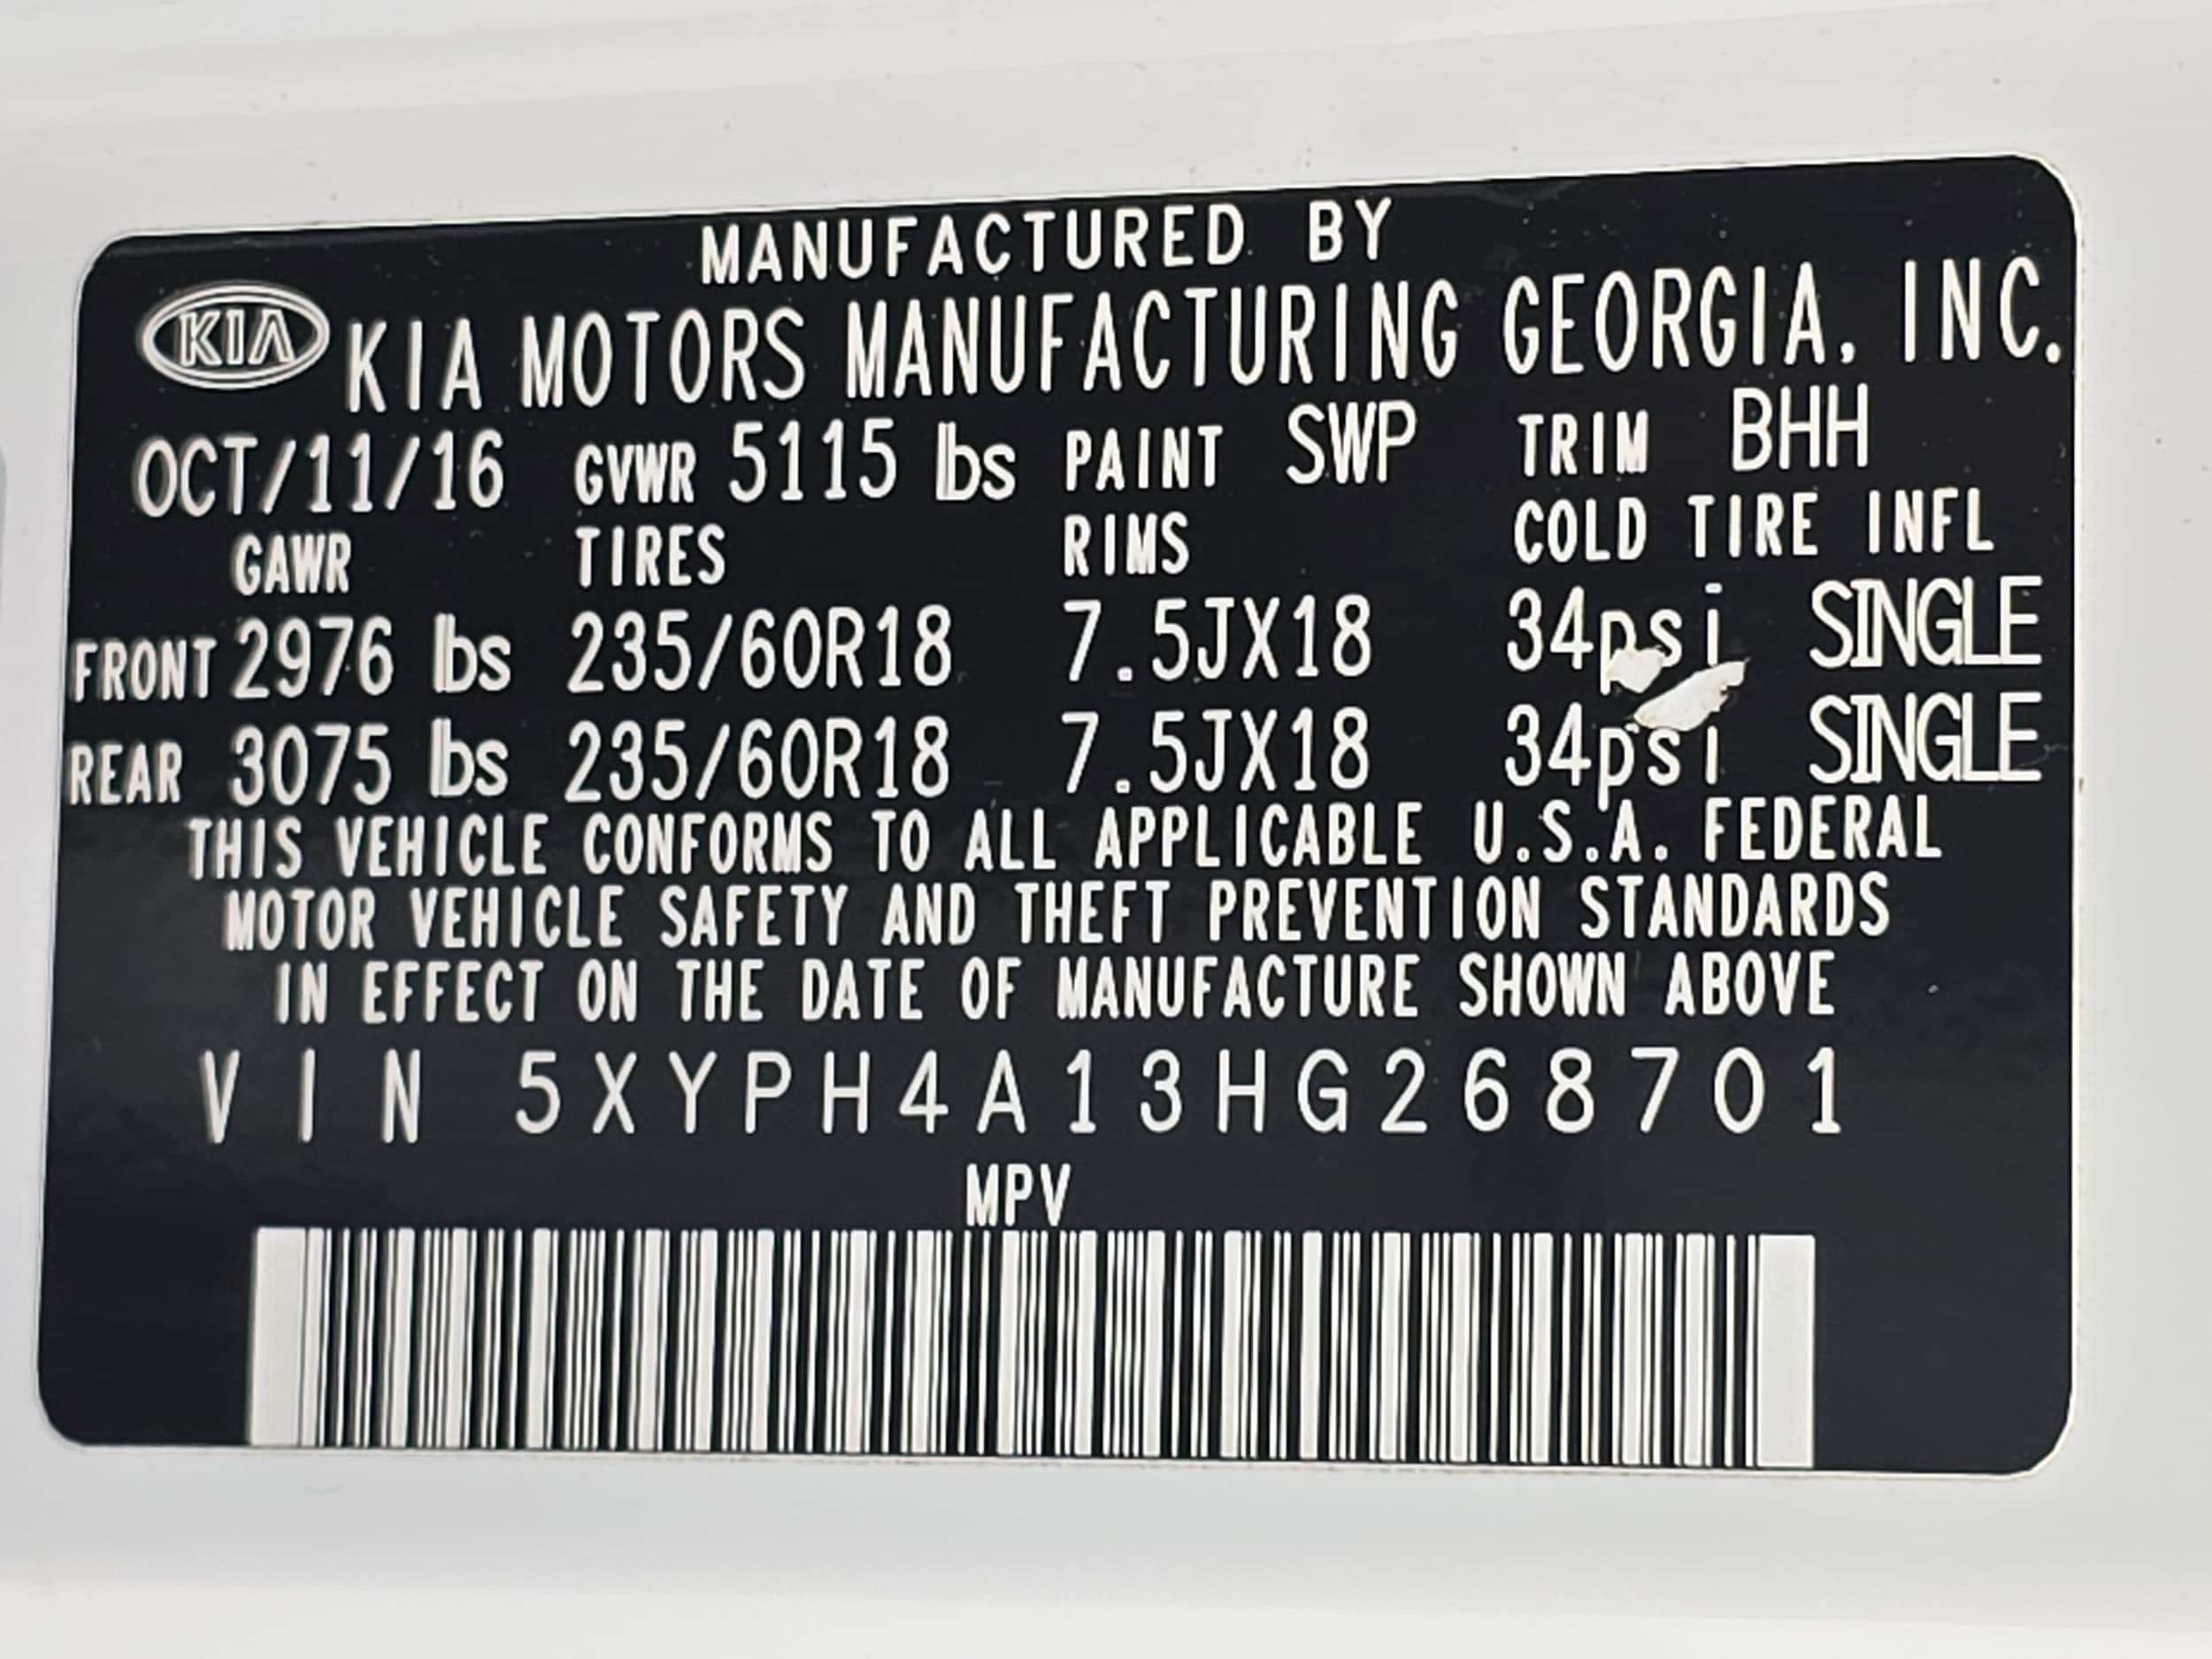 MANUFACTURED BY
KIA KIA MOTORS MANUFACTURING GEORGIA, INC.
OCT/11/16 GVWR 5115 lbs PAINT SWP TRIM BHH
GAWR TIRES RIMS COLD TIRE INFL
FRONT 2976 lbs 235/60R18 7.5JX18 34psi SINGLE
REAR 3075 lbs 235/60R18 7.5JX18 34psi SINGLE
THIS VEHICLE CONFORMS TO ALL APPLICABLE U.S.A. FEDERAL
MOTOR VEHICLE SAFETY AND THEFT PREVENTION STANDARDS
IN EFFECT ON THE DATE OF MANUFACTURE SHOWN ABOVE
VIN 5XYPH4A13HG268701
MPV